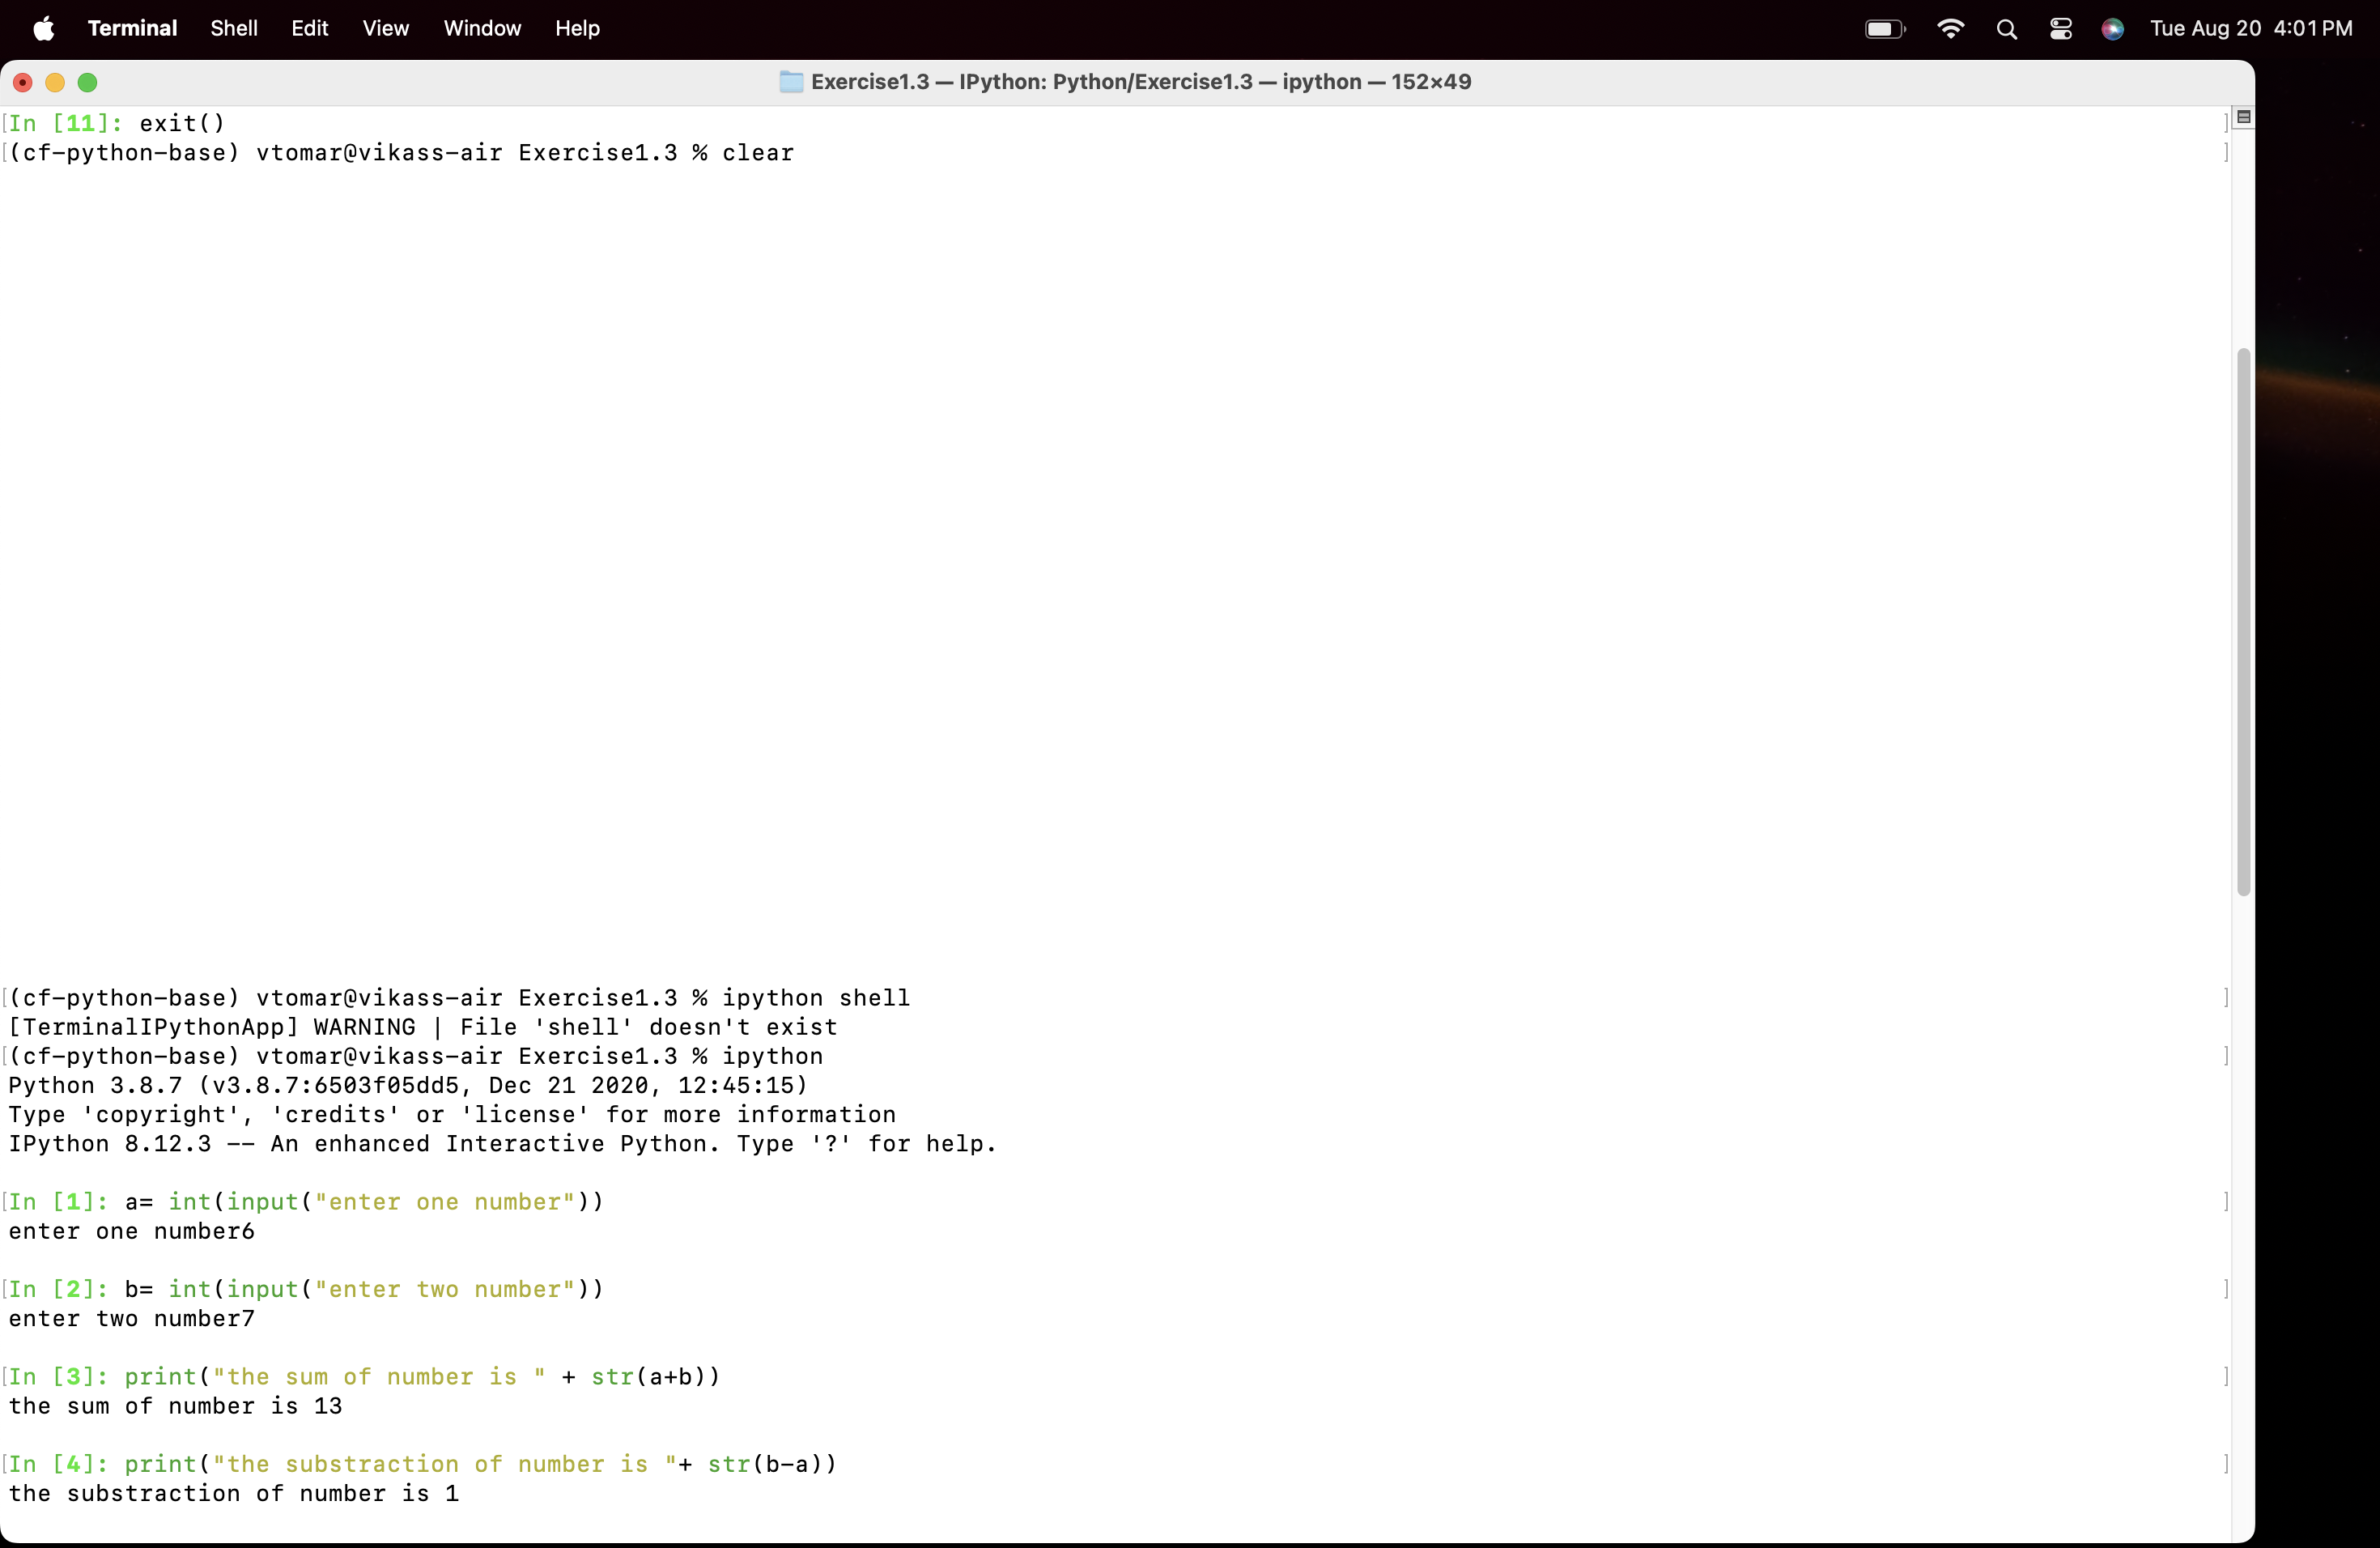 Terminal Shell Edit View Window Help Tue Aug 20 4:01 PM
Exercise1.3 — IPython: Python/Exercise1.3 — ipython — 152×49
[In [11]: exit() ]
[(cf-python-base) vtomar@vikass-air Exercise1.3 % clear ]
[(cf-python-base) vtomar@vikass-air Exercise1.3 % ipython shell ]
[TerminalIPythonApp] WARNING | File 'shell' doesn't exist
[(cf-python-base) vtomar@vikass-air Exercise1.3 % ipython ]
Python 3.8.7 (v3.8.7:6503f05dd5, Dec 21 2020, 12:45:15)
Type 'copyright', 'credits' or 'license' for more information
IPython 8.12.3 -- An enhanced Interactive Python. Type '?' for help.
[In [1]: a= int(input("enter one number")) ]
enter one number6
[In [2]: b= int(input("enter two number")) ]
enter two number7
[In [3]: print("the sum of number is " + str(a+b)) ]
the sum of number is 13
[In [4]: print("the substraction of number is "+ str(b-a)) ]
the substraction of number is 1